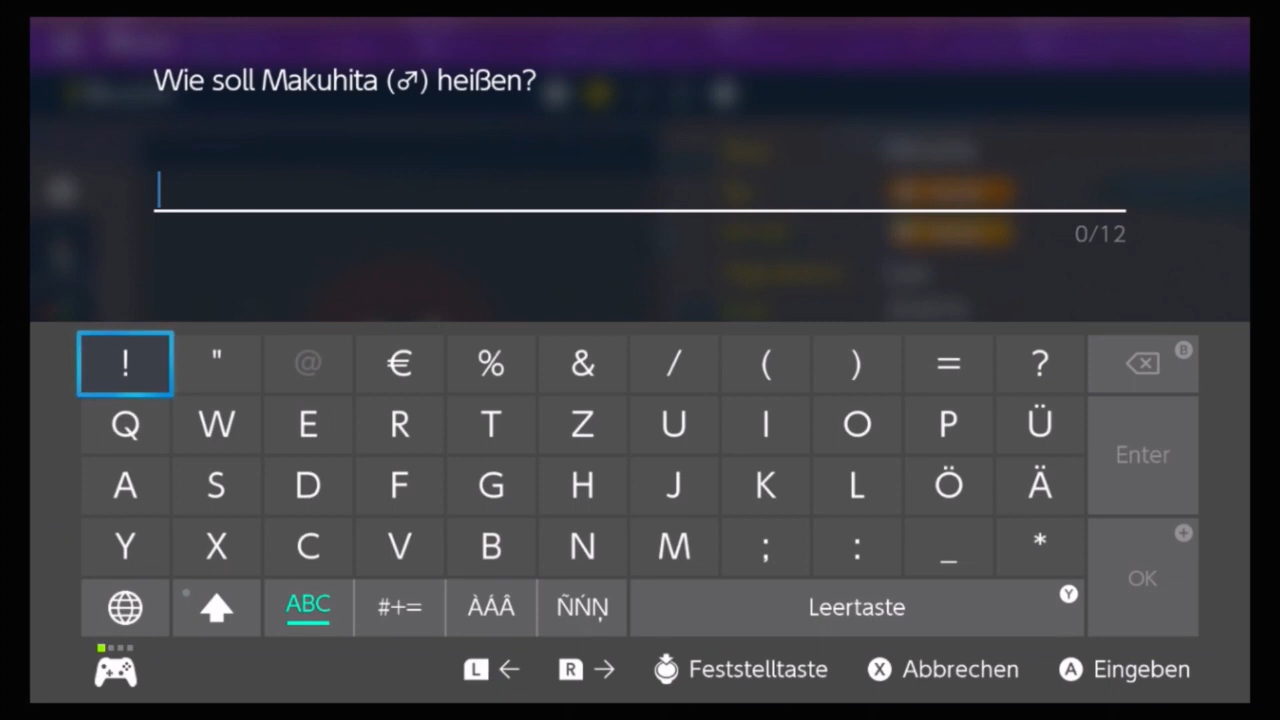 Wie soll Makuhita (♂) heißen?
0/12
! " @ € % & / ( ) = ? B
Q W E R T Z U I O P Ü
Enter
A S D F G H J K L Ö Ä
Y X C V B N M ; : _ * +
OK
ABC #+= ÀÁÂ ÑŃŅ Leertaste Y
L ← R → Feststelltaste X Abbrechen A Eingeben